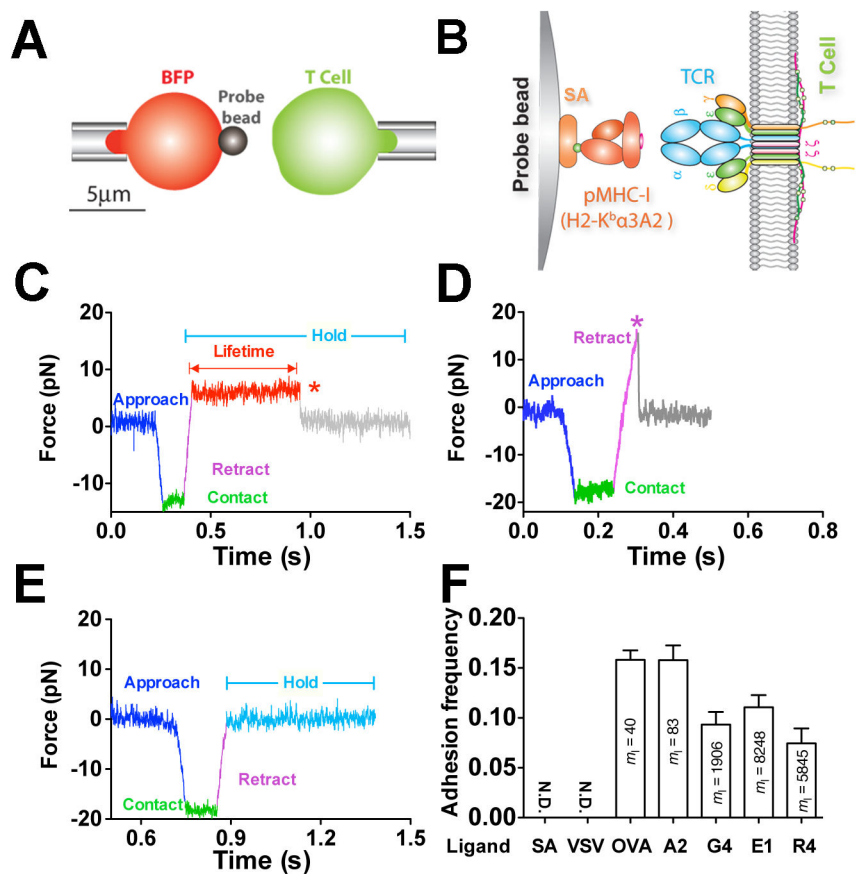 A
BFP
Probe
bead
T Cell
5μm
B
Probe bead
SA
pMHC-I
(H2-Kᵇα3A2 )
TCR
β
α
γ
ε
ε
δ
ζζ
T Cell
C
Force (pN)
20
10
0
-10
Hold
Lifetime
*
Approach
Retract
Contact
0.0 0.5 1.0 1.5
Time (s)
D
Force (pN)
20
10
0
-10
-20
Retract
*
Approach
Contact
0.0 0.2 0.4 0.6 0.8
Time (s)
E
Force (pN)
20
10
0
-10
-20
Approach
Hold
Retract
Contact
0.6 0.9 1.2 1.5
Time (s)
F
Adhesion frequency
0.20
0.15
0.10
0.05
0.00
N.D.
N.D.
mₗ = 40
mₗ = 83
mₗ = 1906
mₗ = 8248
mₗ = 5845
Ligand SA VSV OVA A2 G4 E1 R4